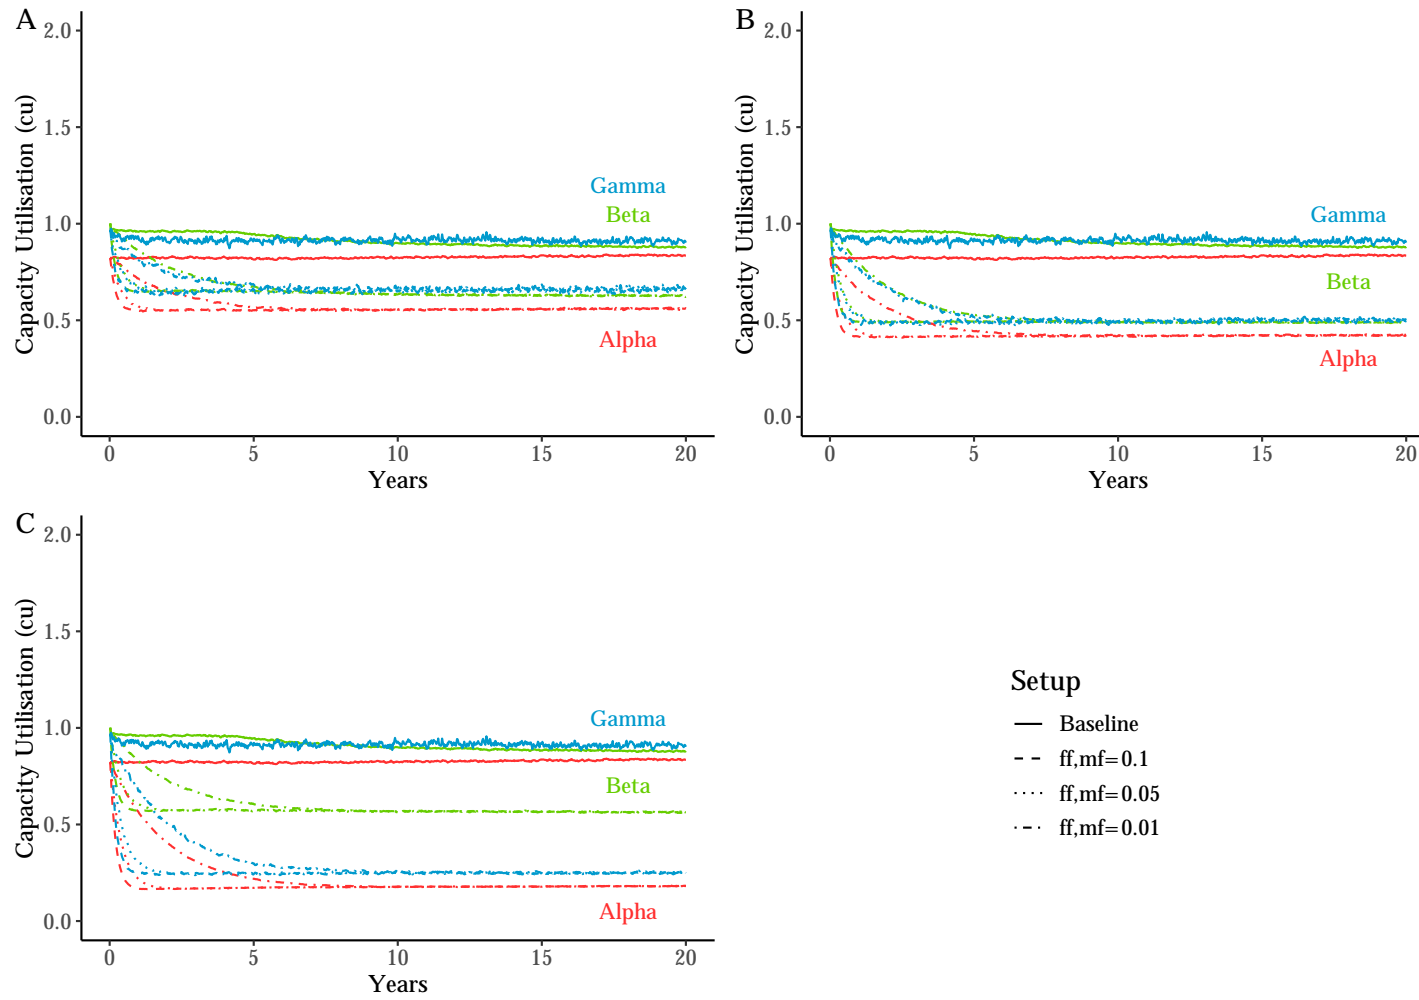 A
Capacity Utilisation (cu)
2.0
1.5
1.0
0.5
0.0
Gamma
Beta
Alpha
0 5 10 15 20
Years
B
Capacity Utilisation (cu)
2.0
1.5
1.0
0.5
0.0
Gamma
Beta
Alpha
0 5 10 15 20
Years
C
Capacity Utilisation (cu)
2.0
1.5
1.0
0.5
0.0
Gamma
Beta
Alpha
0 5 10 15 20
Years
Setup
Baseline
ff,mf=0.1
ff,mf=0.05
ff,mf=0.01